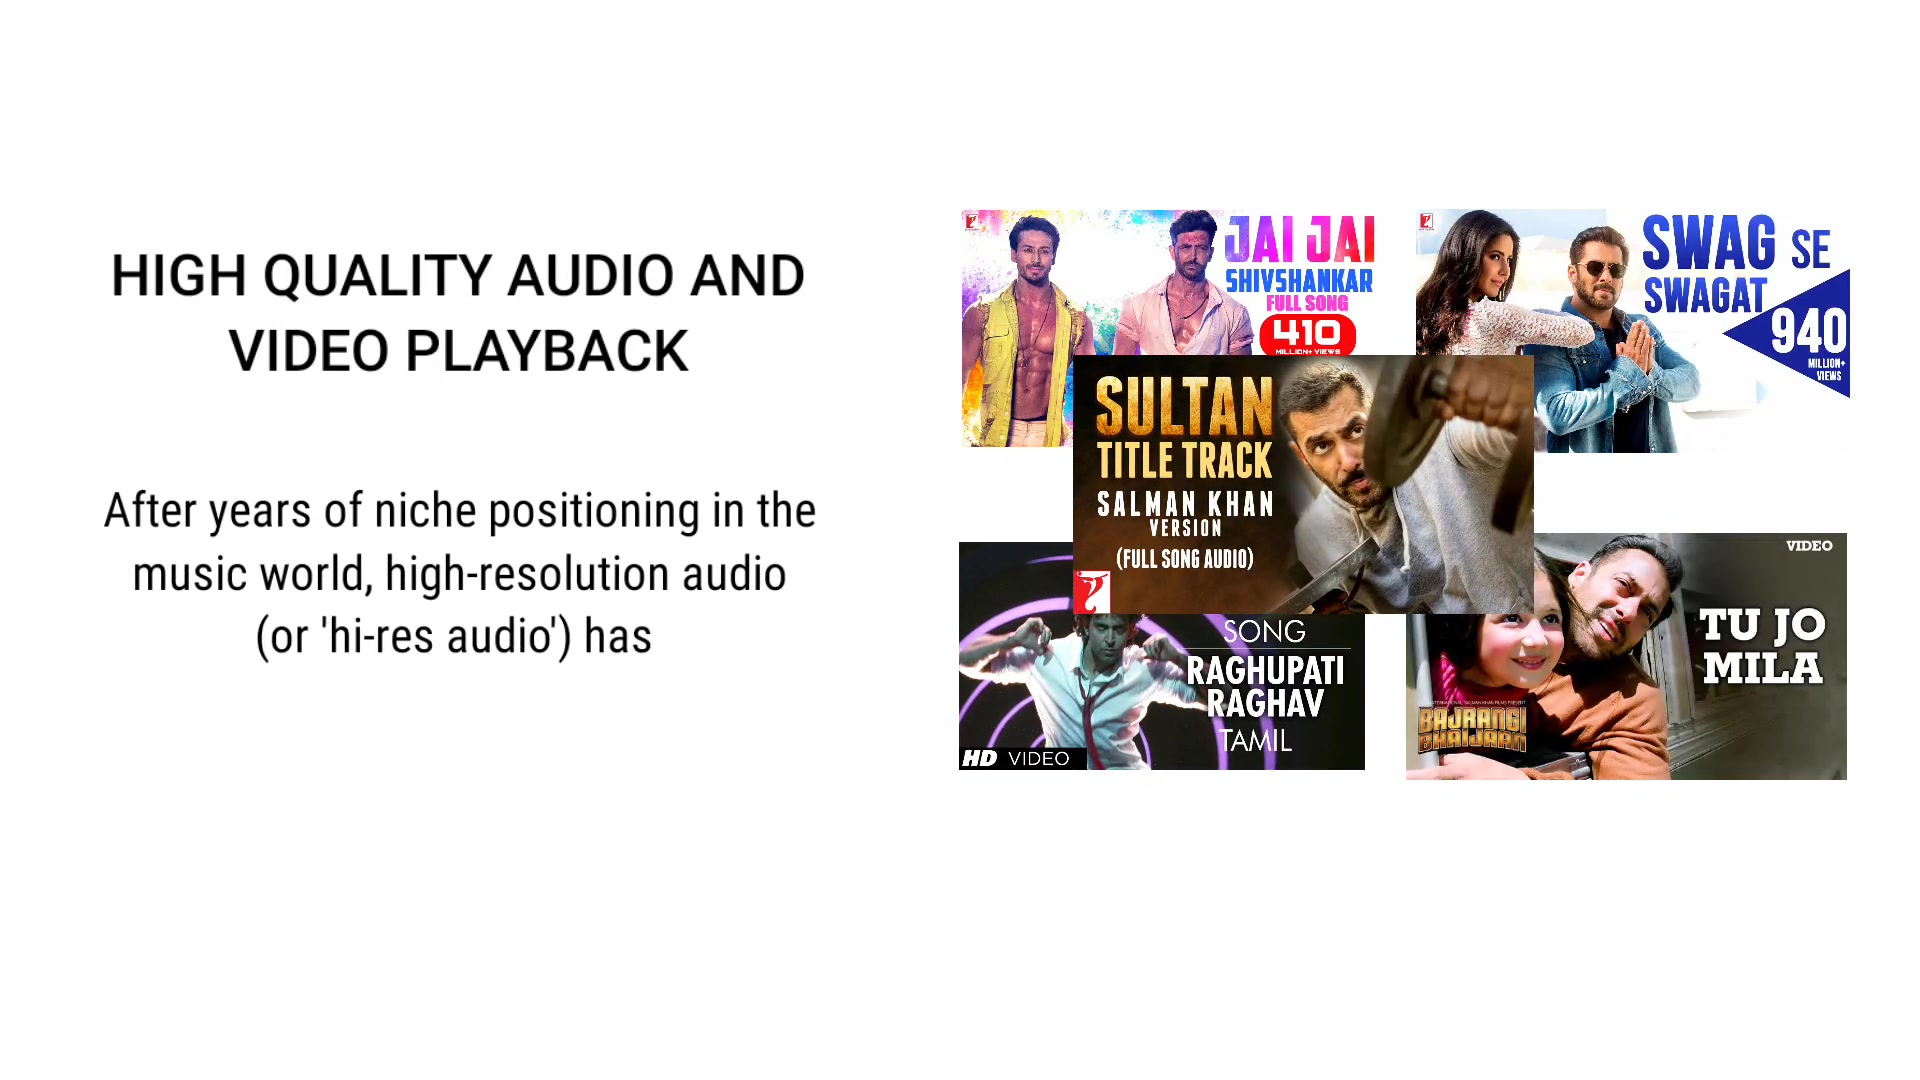 HIGH QUALITY AUDIO AND
VIDEO PLAYBACK
After years of niche positioning in the
music world, high-resolution audio
(or 'hi-res audio') has
JAI JAI
SHIVSHANKAR
FULL SONG
410
MILLION+ VIEWS
SWAG SE
SWAGAT
940
MILLION+
VIEWS
SULTAN
TITLE TRACK
SALMAN KHAN
VERSION
(FULL SONG AUDIO)
SONG
RAGHUPATI
RAGHAV
TAMIL
HD VIDEO
VIDEO
TU JO
MILA
BAJRANGI
BHAIJAAN